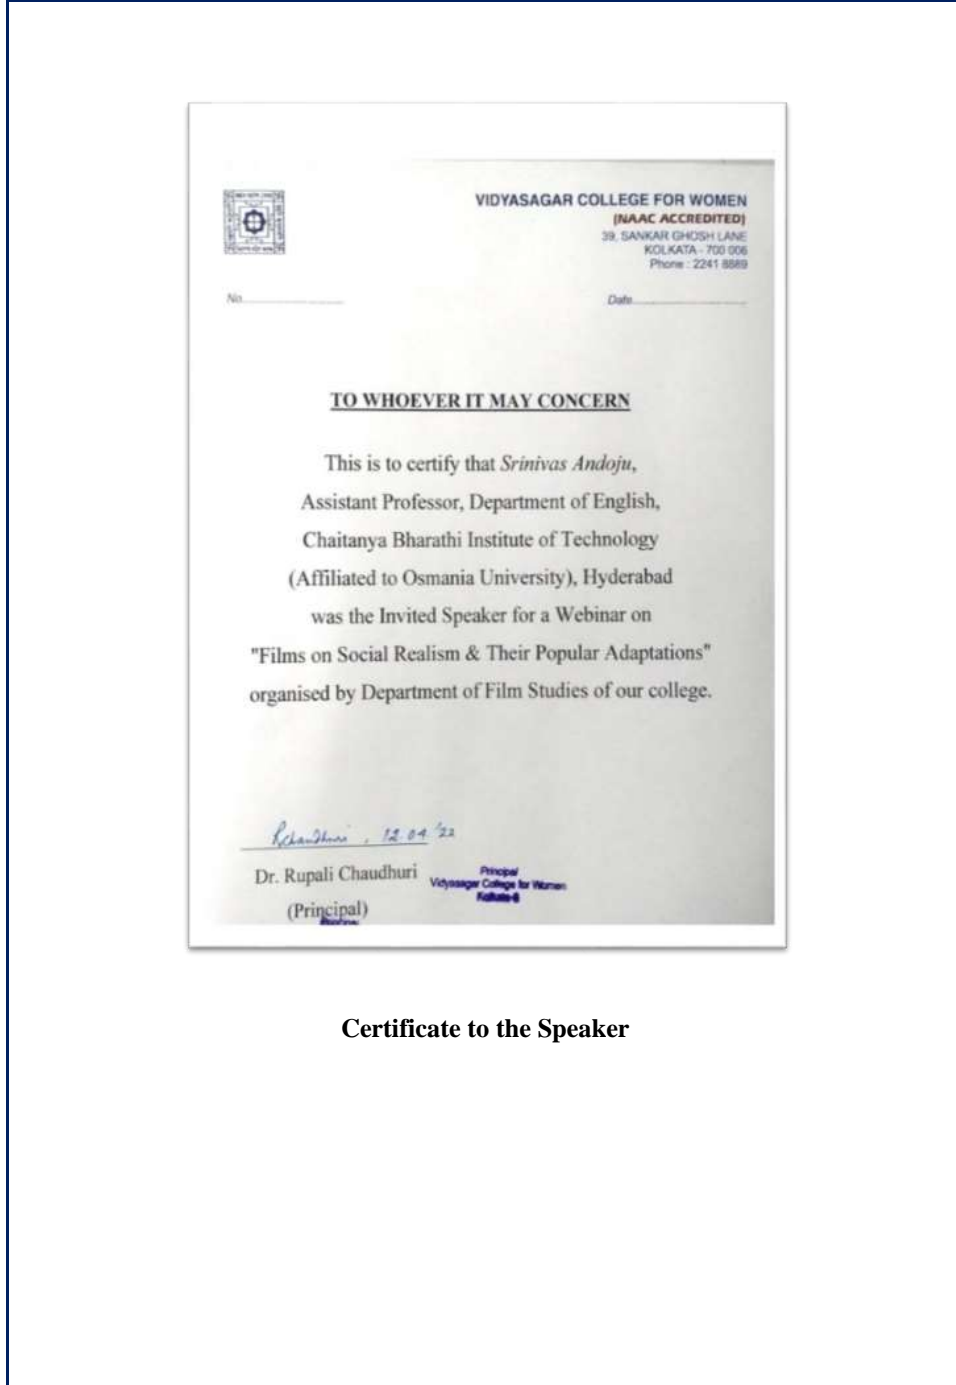 VIDYASAGAR COLLEGE FOR WOMEN
[NAAC ACCREDITED]
39, SANKAR GHOSH LANE
KOLKATA - 700 006
Phone : 2241 8889
No.
Date
TO WHOEVER IT MAY CONCERN
This is to certify that Srinivas Andoju,
Assistant Professor, Department of English,
Chaitanya Bharathi Institute of Technology
(Affiliated to Osmania University), Hyderabad
was the Invited Speaker for a Webinar on
"Films on Social Realism & Their Popular Adaptations"
organised by Department of Film Studies of our college.
RChaudhuri, 12.04 '22
Dr. Rupali Chaudhuri
(Principal)
Principal
Vidyasagar College for Women
Kolkata-6
Certificate to the Speaker